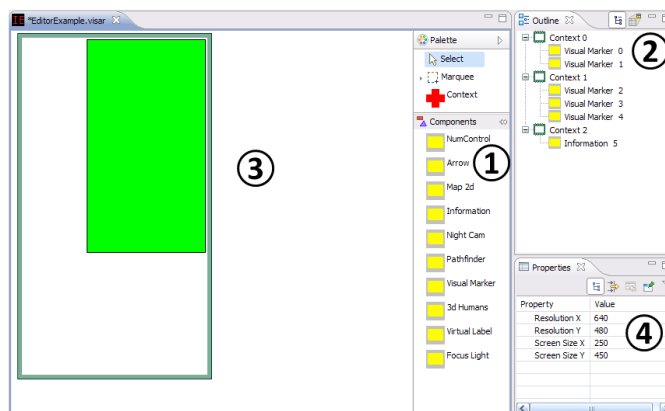 *EditorExample.visar
Palette
Select
Marquee
Context
Components
NumControl
Arrow
Map 2d
Information
Night Cam
Pathfinder
Visual Marker
3d Humans
Virtual Label
Focus Light
1
3
Outline
Context 0
Visual Marker 0
Visual Marker 1
Context 1
Visual Marker 2
Visual Marker 3
Visual Marker 4
Context 2
Information 5
2
Properties
Property Value
Resolution X 640
Resolution Y 480
Screen Size X 250
Screen Size Y 450
4